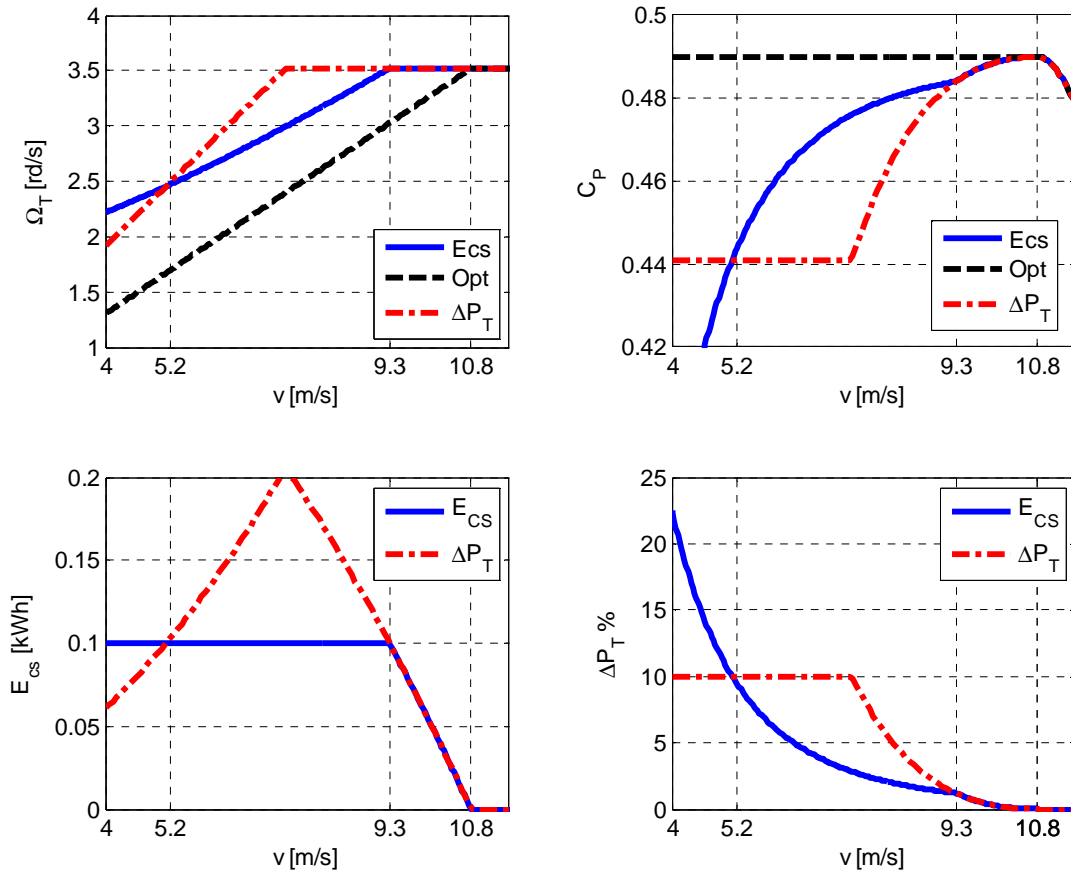 4
3.5
3
2.5
2
1.5
1
Ω_T [rd/s]
4 5.2 9.3 10.8
v [m/s]
Ecs
Opt
ΔP_T
0.5
0.48
0.46
0.44
0.42
C_P
4 5.2 9.3 10.8
v [m/s]
Ecs
Opt
ΔP_T
0.2
0.15
0.1
0.05
0
E_cs [kWh]
4 5.2 9.3 10.8
v [m/s]
E_CS
ΔP_T
25
20
15
10
5
0
ΔP_T %
4 5.2 9.3 10.8
v [m/s]
E_CS
ΔP_T